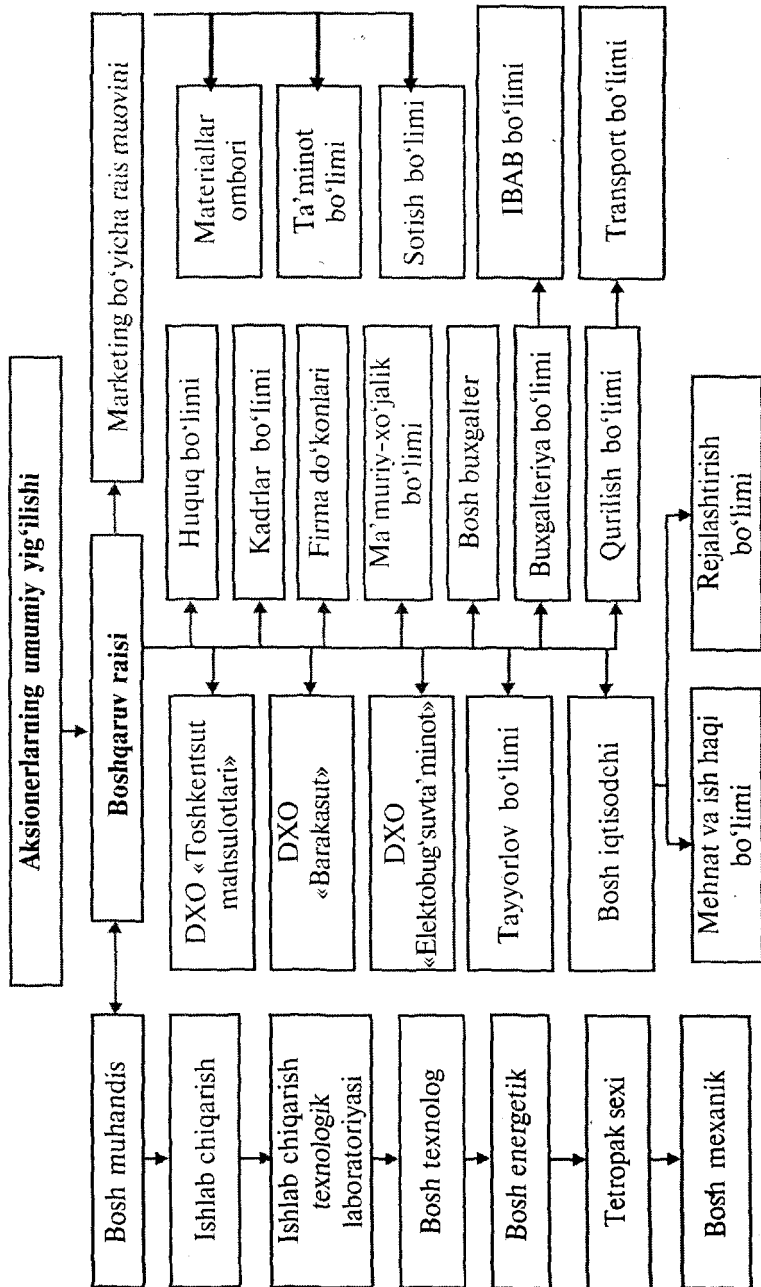 Aksionerlarning umumiy yig‘ilishi
Bosh muhandis
Boshqaruv raisi
Marketing bo‘yicha rais muovini
Ishlab chiqarish
Ishlab chiqarish
texnologik
laboratoriyasi
Bosh texnolog
Bosh energetik
Tetropak sexi
Bosh mexanik
DXO «Toshkentsut
mahsulotlari»
DXO
«Barakasut»
DXO
«Elektobug‘suvta’minot»
Tayyorlov bo‘limi
Bosh iqtisodchi
Mehnat va ish haqi
bo‘limi
Rejalashtirish
bo‘limi
Huquq bo‘limi
Kadrlar bo‘limi
Firma do‘konlari
Ma’muriy-xo‘jalik
bo‘limi
Bosh buxgalter
Buxgalteriya bo‘limi
Qurilish bo‘limi
Materiallar
ombori
Ta’minot
bo‘limi
Sotish bo‘limi
IBAB bo‘limi
Transport bo‘limi